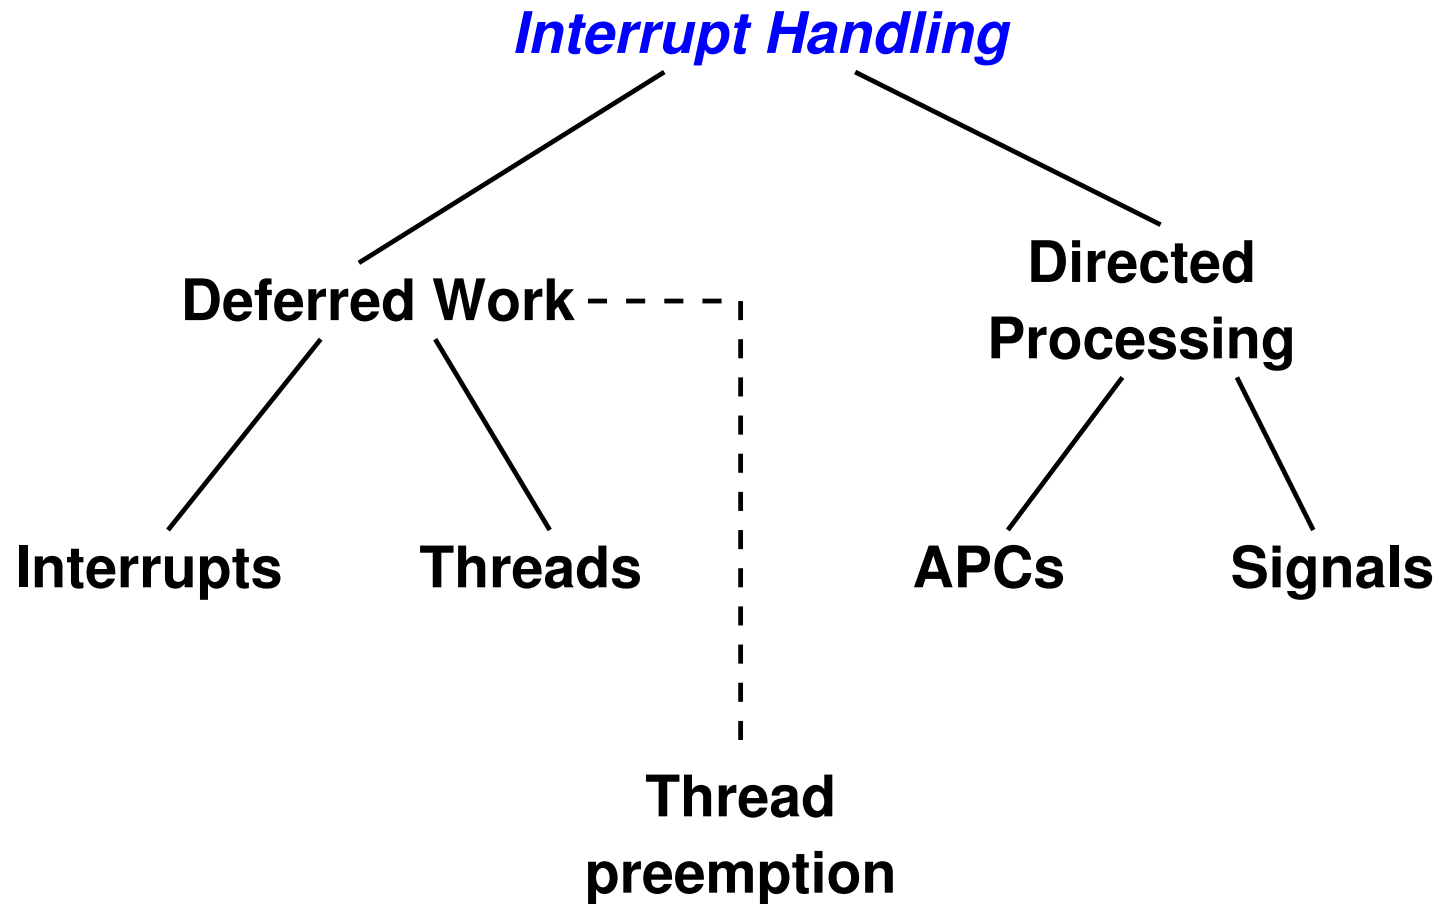 Interrupt Handling
Directed
Processing
Deferred Work
Interrupts
Threads
APCs
Signals
Thread
preemption